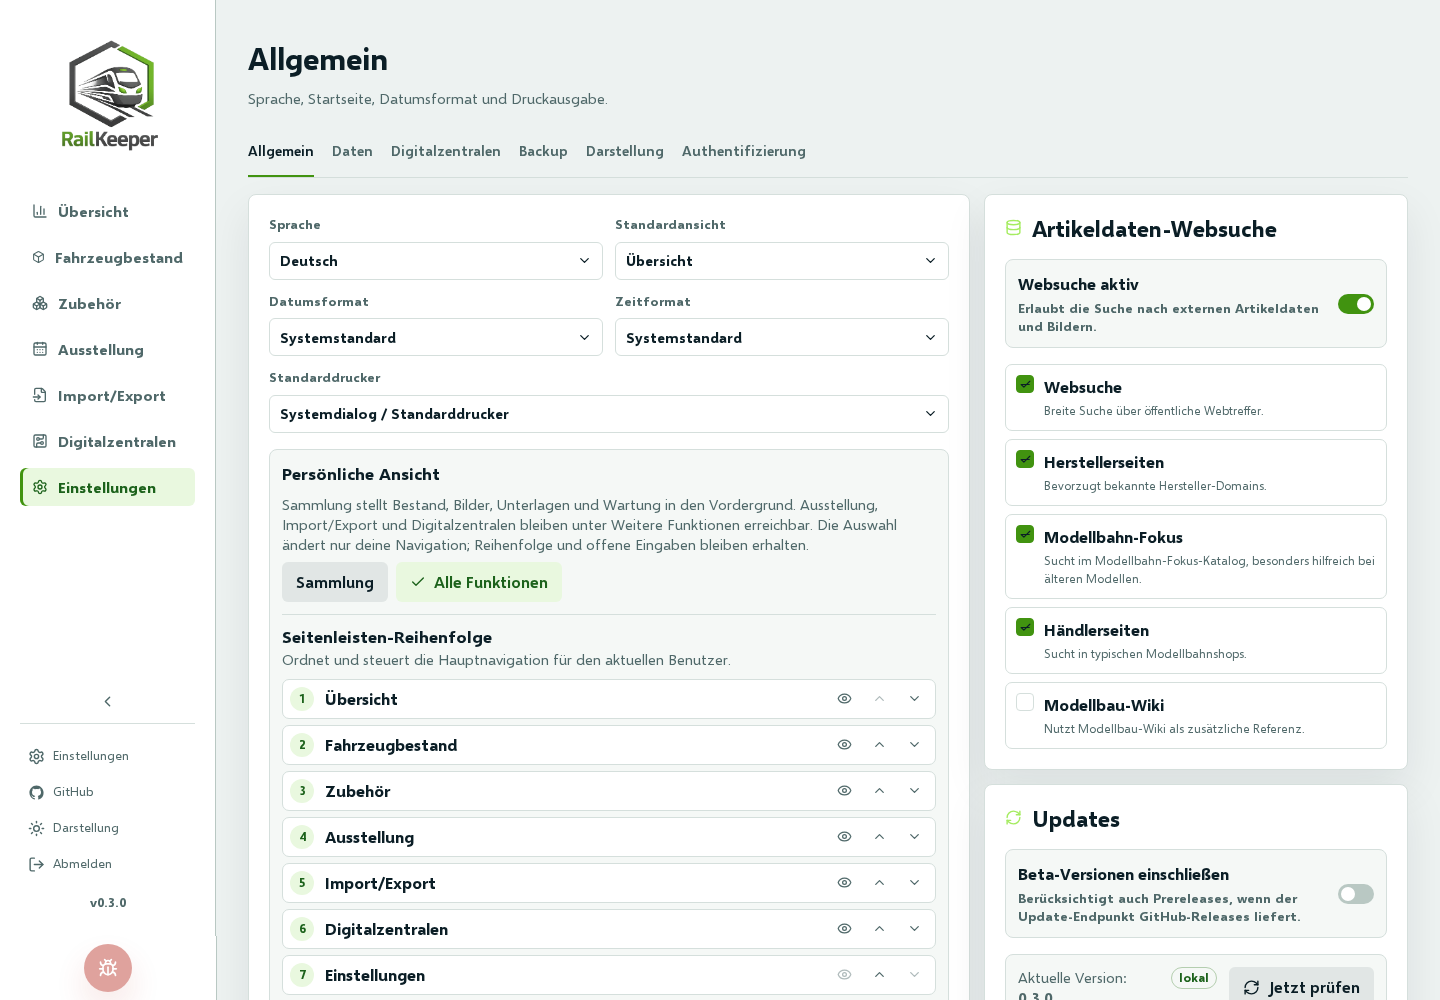 RailKeeper
Übersicht
Fahrzeugbestand
Zubehör
Ausstellung
Import/Export
Digitalzentralen
Einstellungen
Einstellungen
GitHub
Darstellung
Abmelden
v0.3.0
Allgemein
Sprache, Startseite, Datumsformat und Druckausgabe.
Allgemein Daten Digitalzentralen Backup Darstellung Authentifizierung
Sprache
Standardansicht
Deutsch
Übersicht
Datumsformat
Zeitformat
Systemstandard
Systemstandard
Standarddrucker
Systemdialog / Standarddrucker
Persönliche Ansicht
Sammlung stellt Bestand, Bilder, Unterlagen und Wartung in den Vordergrund. Ausstellung,
Import/Export und Digitalzentralen bleiben unter Weitere Funktionen erreichbar. Die Auswahl
ändert nur deine Navigation; Reihenfolge und offene Eingaben bleiben erhalten.
Sammlung
Alle Funktionen
Seitenleisten-Reihenfolge
Ordnet und steuert die Hauptnavigation für den aktuellen Benutzer.
1 Übersicht
2 Fahrzeugbestand
3 Zubehör
4 Ausstellung
5 Import/Export
6 Digitalzentralen
7 Einstellungen
Artikeldaten-Websuche
Websuche aktiv
Erlaubt die Suche nach externen Artikeldaten
und Bildern.
Websuche
Breite Suche über öffentliche Webtreffer.
Herstellerseiten
Bevorzugt bekannte Hersteller-Domains.
Modellbahn-Fokus
Sucht im Modellbahn-Fokus-Katalog, besonders hilfreich bei
älteren Modellen.
Händlerseiten
Sucht in typischen Modellbahnshops.
Modellbau-Wiki
Nutzt Modellbau-Wiki als zusätzliche Referenz.
Updates
Beta-Versionen einschließen
Berücksichtigt auch Prereleases, wenn der
Update-Endpunkt GitHub-Releases liefert.
Aktuelle Version:
0.3.0
lokal
Jetzt prüfen